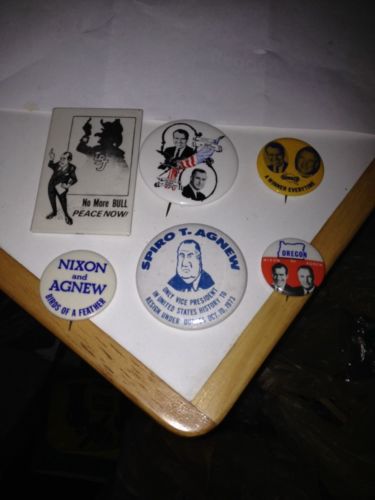 No More BULL
PEACE NOW!
A WINNER EVERYTIME
NIXON
and
AGNEW
BIRDS OF A FEATHER
SPIRO T. AGNEW
ONLY VICE PRESIDENT
IN UNITED STATES HISTORY TO
RESIGN UNDER DURESS OCT. 10, 1973
OREGON